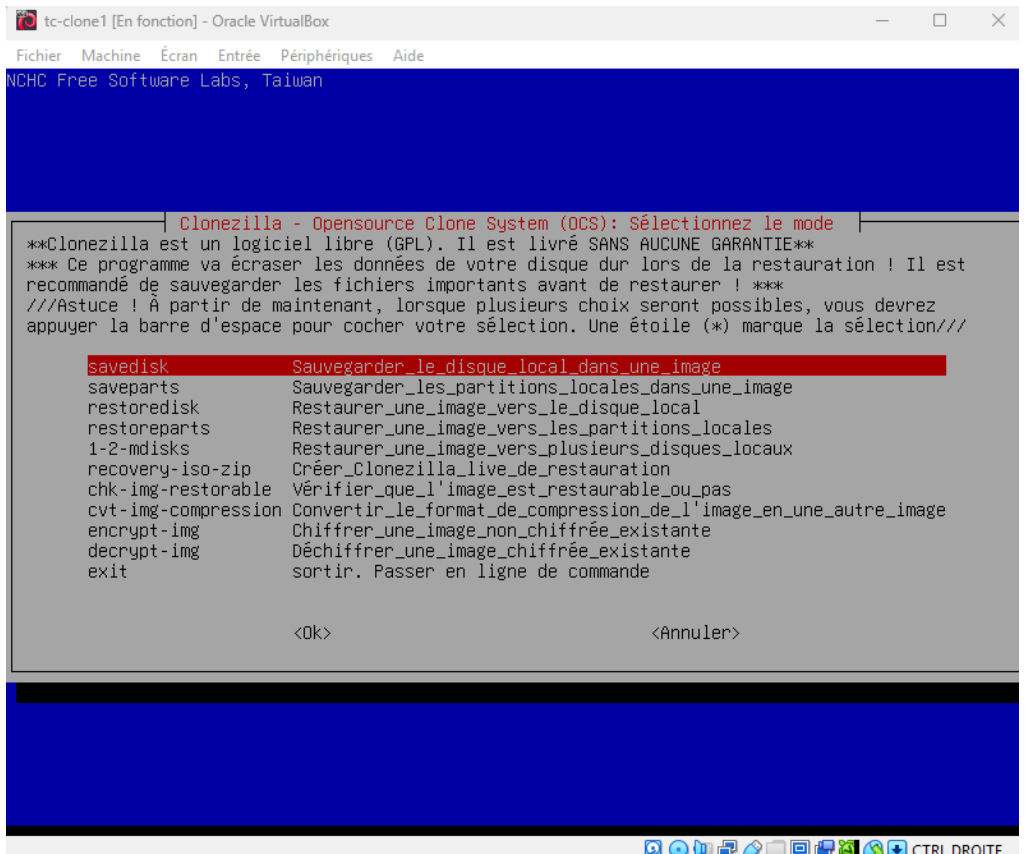 tc-clone1 [En fonction] - Oracle VirtualBox
Fichier Machine Écran Entrée Périphériques Aide
NCHC Free Software Labs, Taiwan
Clonezilla - Opensource Clone System (OCS): Sélectionnez le mode
**Clonezilla est un logiciel libre (GPL). Il est livré SANS AUCUNE GARANTIE**
*** Ce programme va écraser les données de votre disque dur lors de la restauration ! Il est
recommandé de sauvegarder les fichiers importants avant de restaurer ! ***
///Astuce ! À partir de maintenant, lorsque plusieurs choix seront possibles, vous devrez
appuyer la barre d'espace pour cocher votre sélection. Une étoile (*) marque la sélection///
savedisk Sauvegarder_le_disque_local_dans_une_image
saveparts Sauvegarder_les_partitions_locales_dans_une_image
restoredisk Restaurer_une_image_vers_le_disque_local
restoreparts Restaurer_une_image_vers_les_partitions_locales
1-2-mdisks Restaurer_une_image_vers_plusieurs_disques_locaux
recovery-iso-zip Créer_Clonezilla_live_de_restauration
chk-img-restorable Vérifier_que_l'image_est_restaurable_ou_pas
cvt-img-compression Convertir_le_format_de_compression_de_l'image_en_une_autre_image
encrypt-img Chiffrer_une_image_non_chiffrée_existante
decrypt-img Déchiffrer_une_image_chiffrée_existante
exit sortir. Passer en ligne de commande
<Ok> <Annuler>
CTRL DROITE